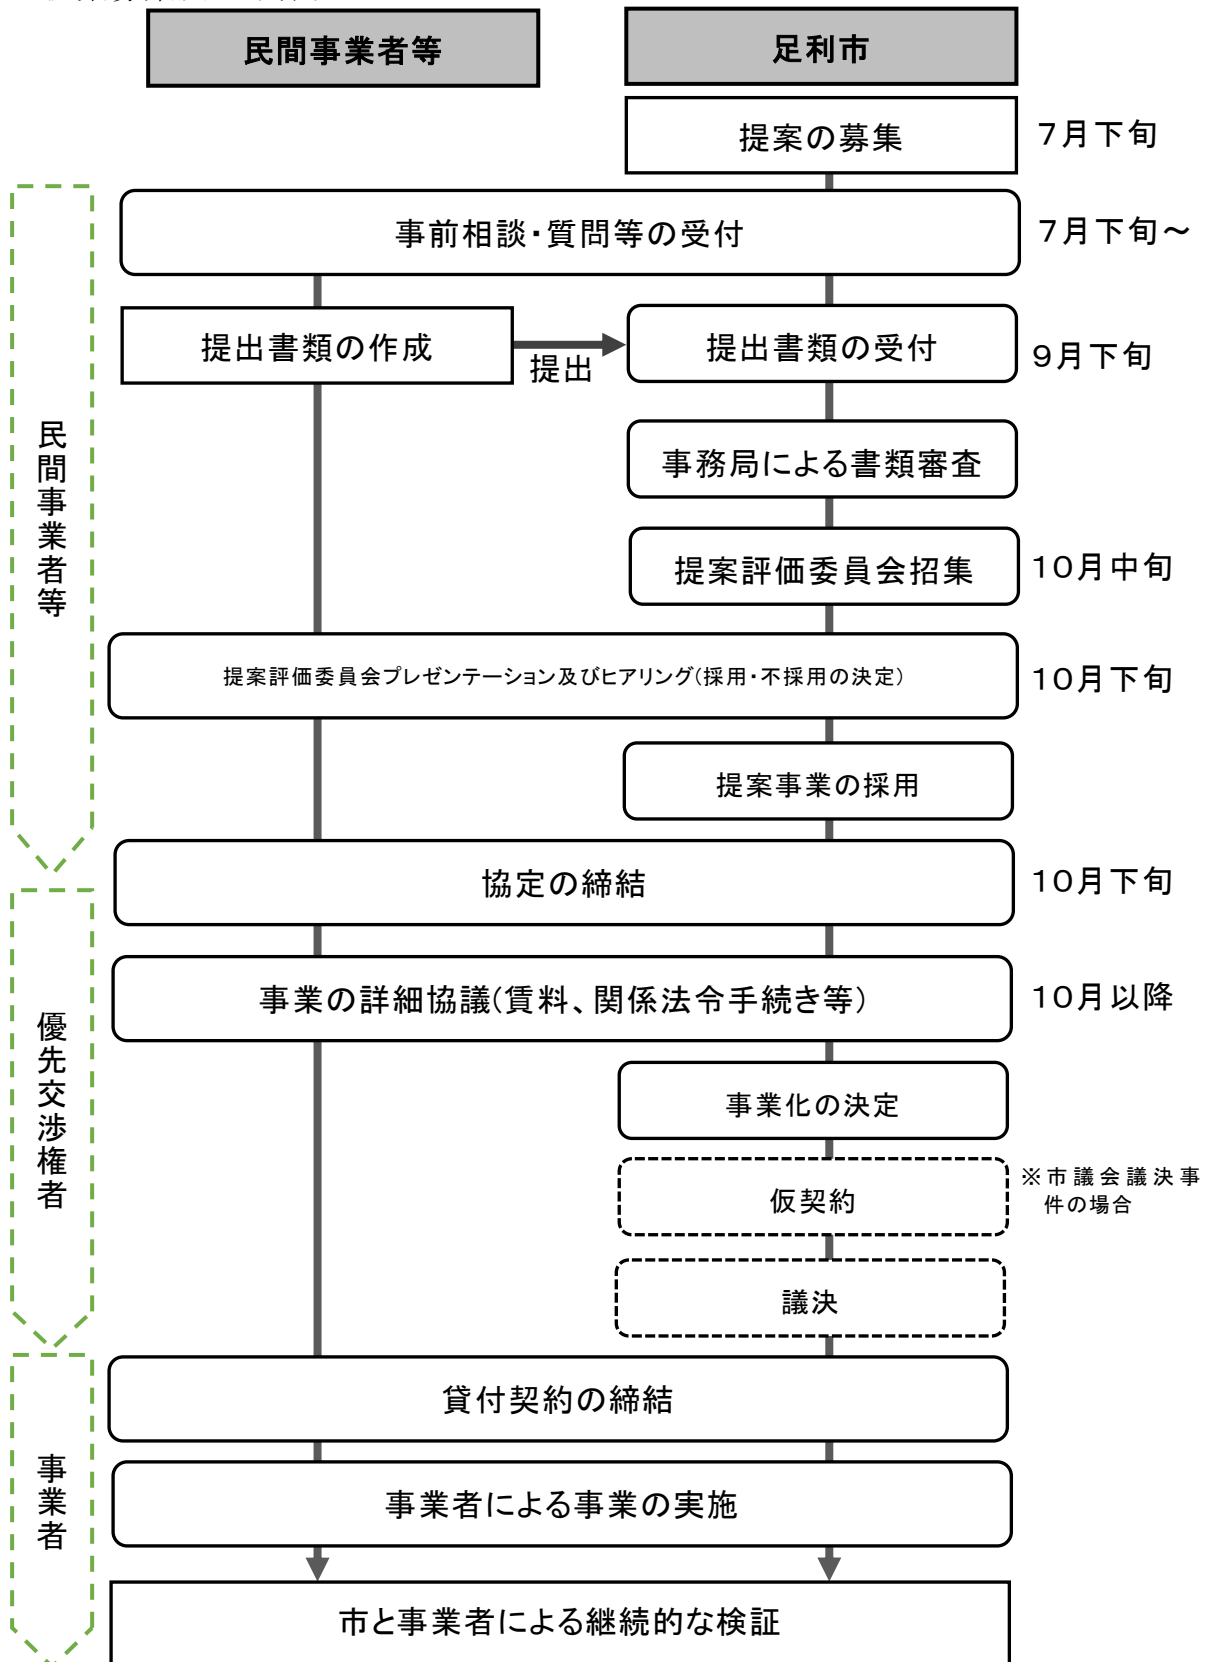 民間事業者等
足利市
提案の募集
7月下旬
事前相談・質問等の受付
7月下旬～
提出書類の作成
提出
提出書類の受付
9月下旬
事務局による書類審査
提案評価委員会招集
10月中旬
提案評価委員会プレゼンテーション及びヒアリング(採用・不採用の決定)
10月下旬
提案事業の採用
民間事業者等
協定の締結
10月下旬
事業の詳細協議(賃料、関係法令手続き等)
10月以降
事業化の決定
仮契約
※市議会議決事
件の場合
議決
優先交渉権者
貸付契約の締結
事業者による事業の実施
事業者
市と事業者による継続的な検証